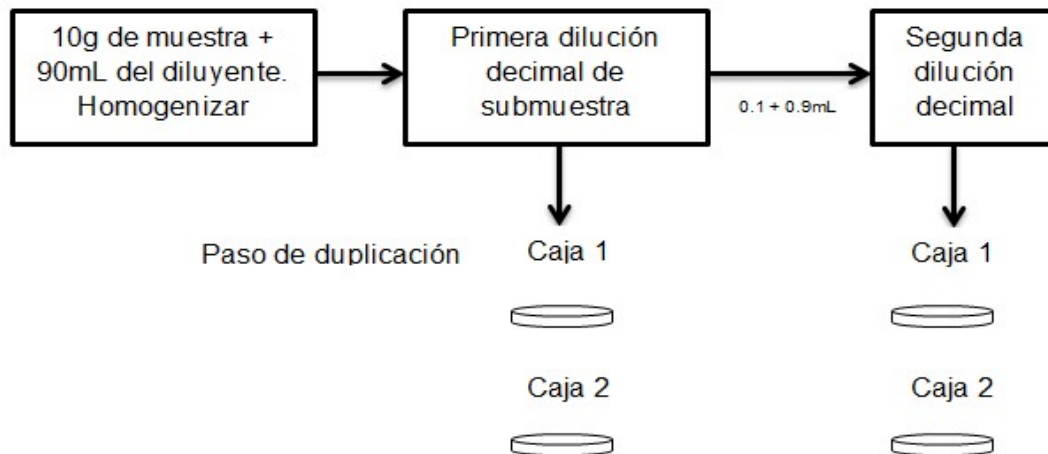 10g de muestra +
90mL del diluyente.
Homogenizar
Primera dilución
decimal de
submuestra
0.1 + 0.9mL
Segunda
dilución
decimal
Paso de duplicación
Caja 1
Caja 1
Caja 2
Caja 2